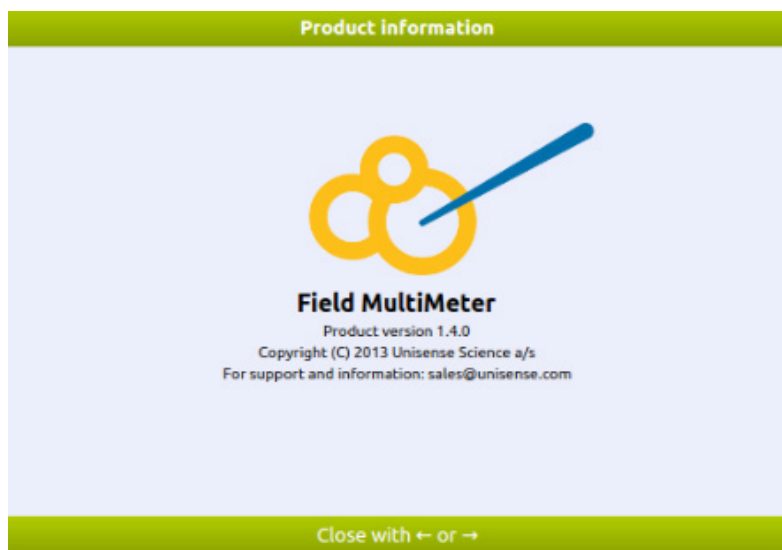 Product information
Field MultiMeter
Product version 1.4.0
Copyright (C) 2013 Unisense Science a/s
For support and information: sales@unisense.com
Close with ← or →